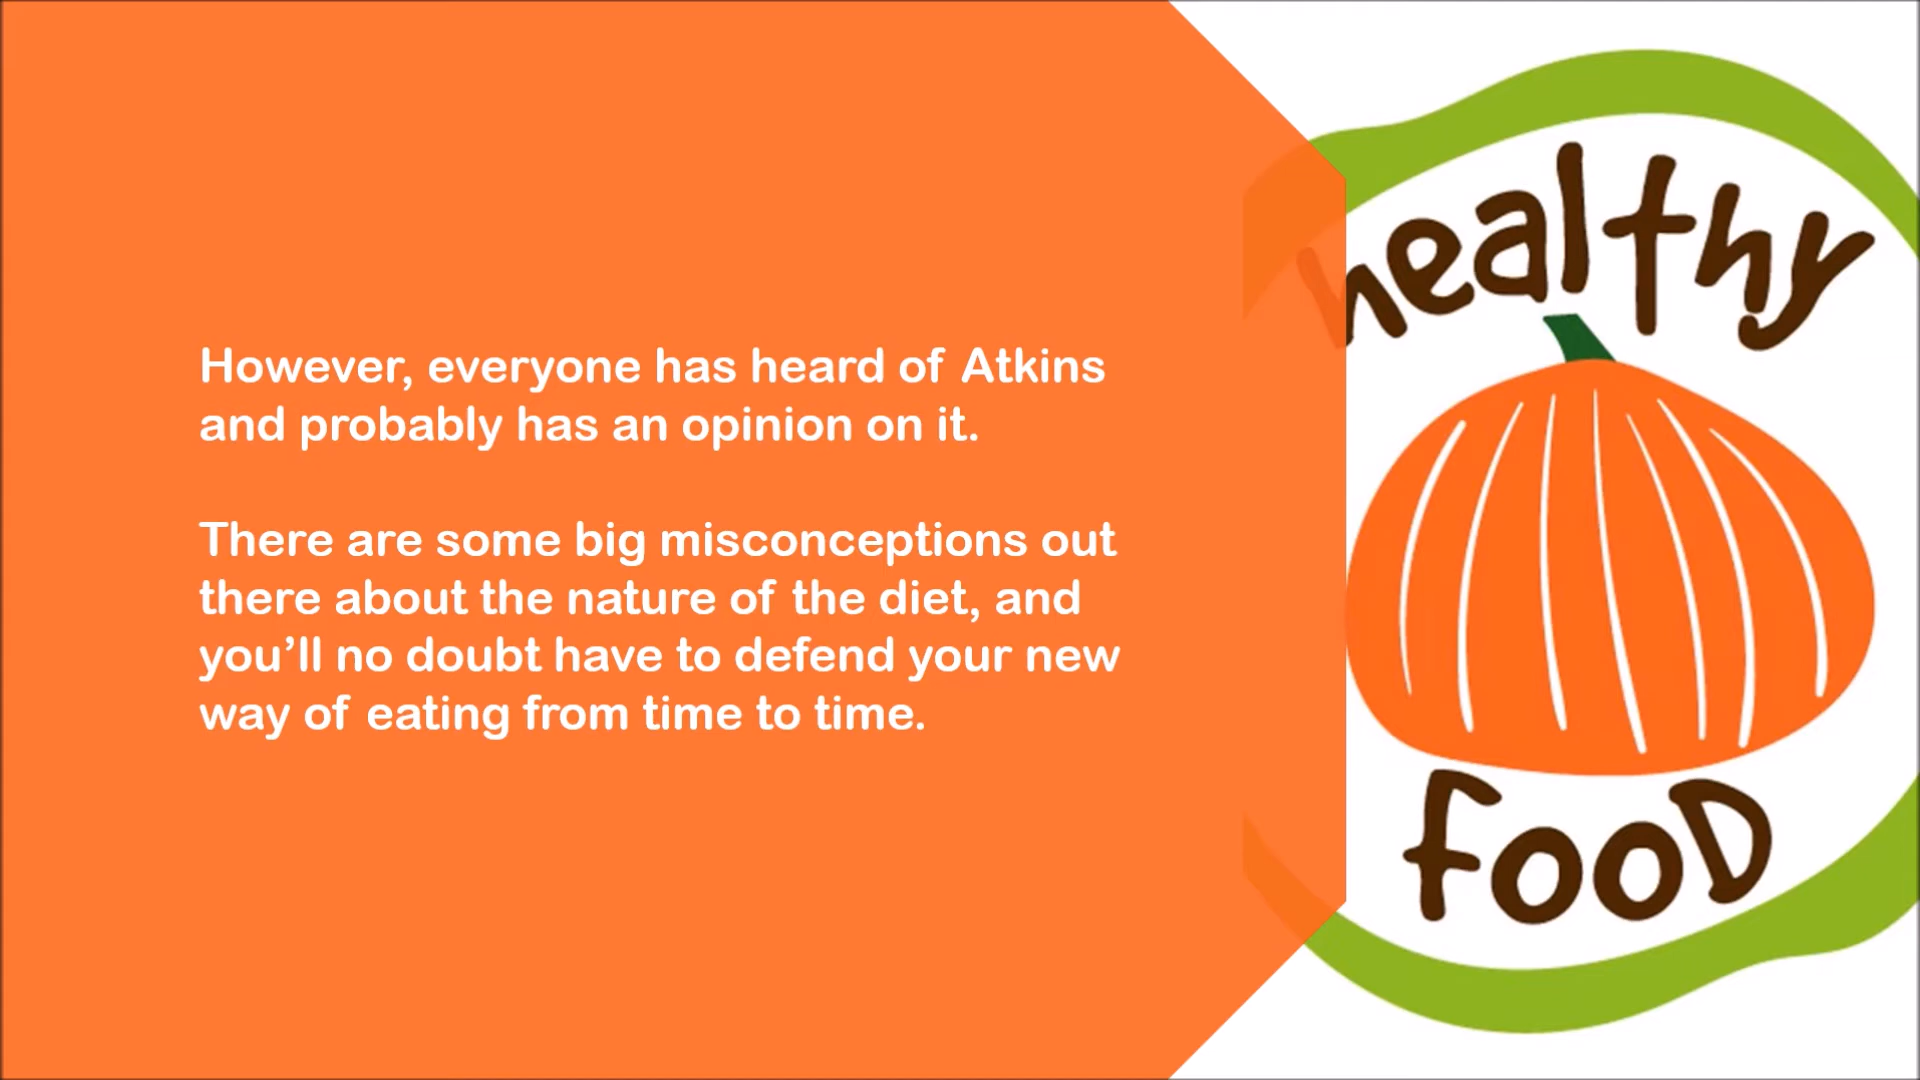 However, everyone has heard of Atkins
and probably has an opinion on it.
There are some big misconceptions out
there about the nature of the diet, and
you’ll no doubt have to defend your new
way of eating from time to time.
healthy
fooD